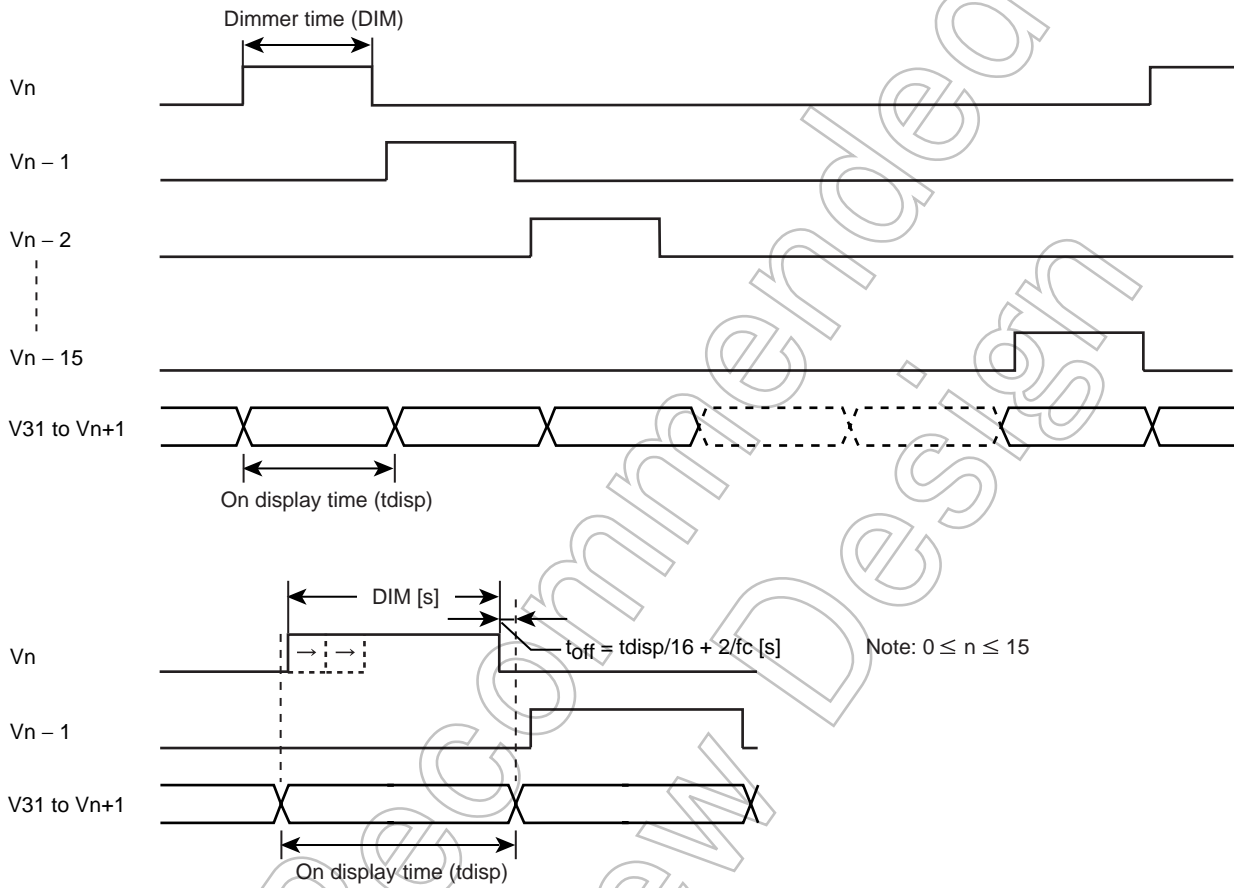 Dimmer time (DIM)
Vn
Vn – 1
Vn – 2
Vn – 15
V31 to Vn+1
On display time (tdisp)
DIM [s]
Vn
→ →
toff = tdisp/16 + 2/fc [s]
Note: 0 ≤ n ≤ 15
Vn – 1
V31 to Vn+1
On display time (tdisp)